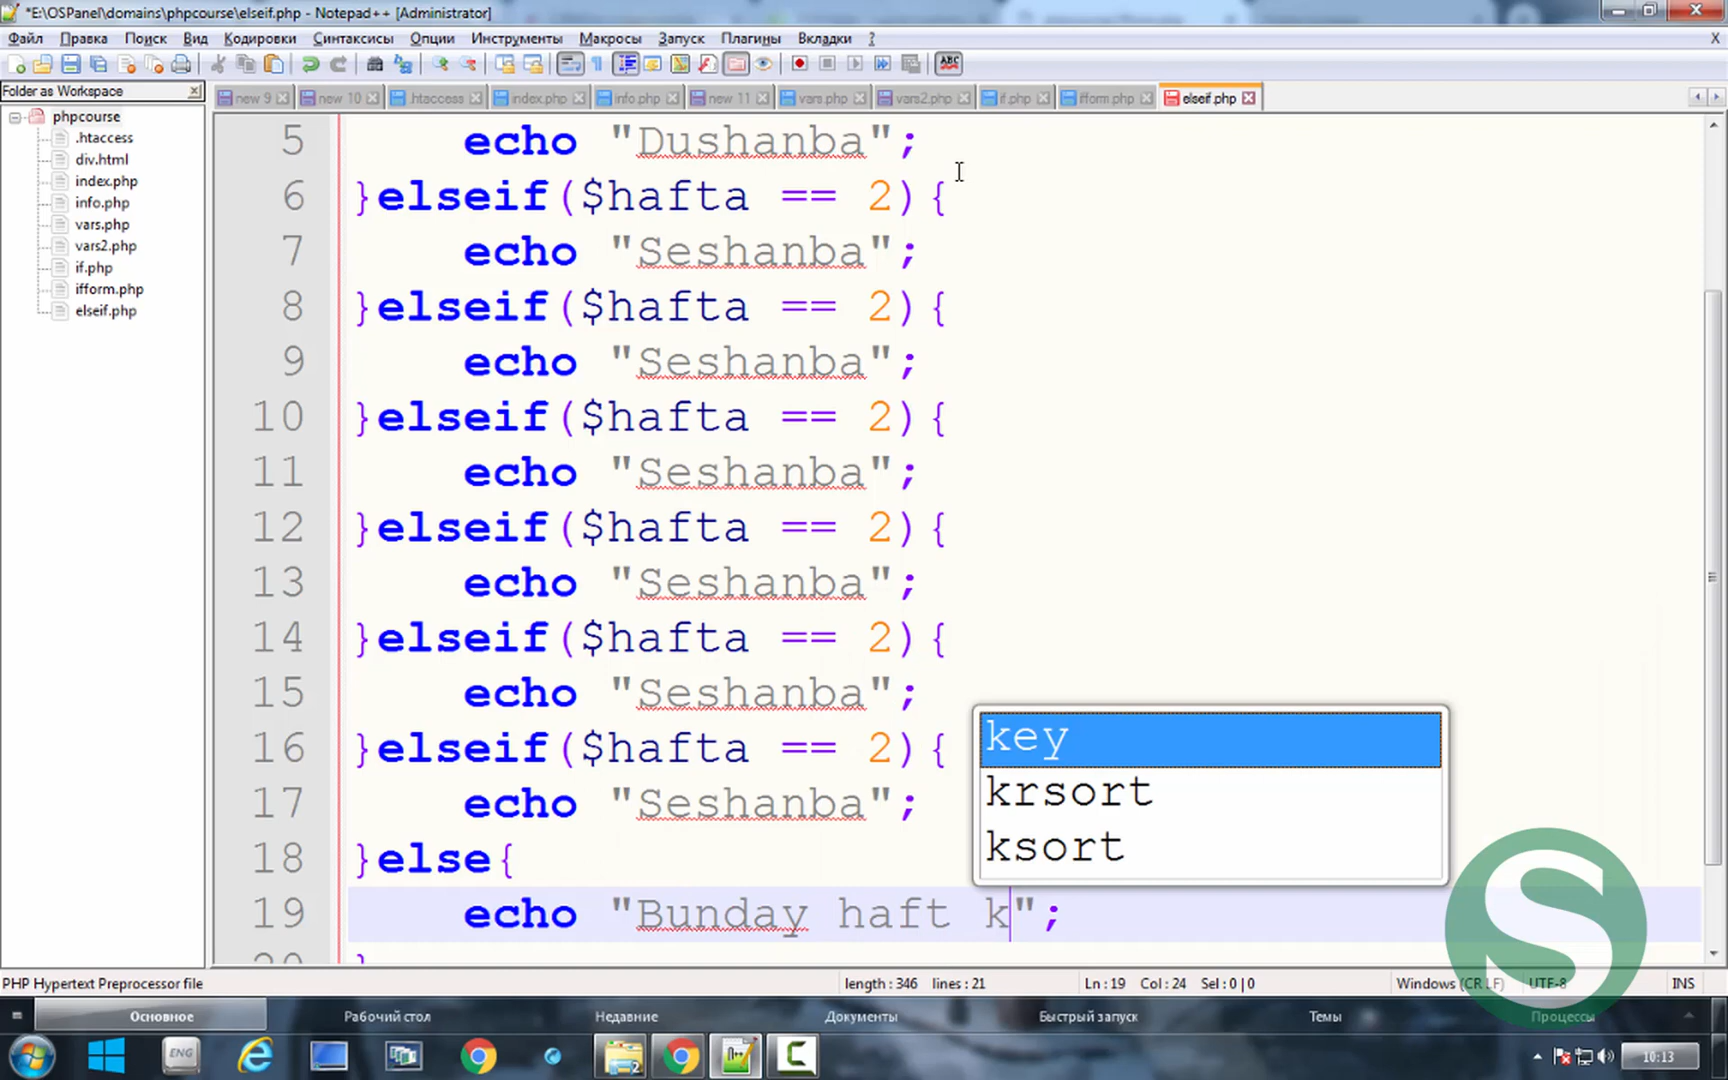 *E:\OSPanel\domains\phpcourse\elseif.php - Notepad++ [Administrator]
Файл Правка Поиск Вид Кодировки Синтаксисы Опции Инструменты Макросы Запуск Плагины Вкладки ? X
ABC
Folder as Workspace
new 9 new 10 .htaccess index.php info.php new 11 vars.php vars2.php if.php ifform.php elseif.php
phpcourse
.htaccess
div.html
index.php
info.php
vars.php
vars2.php
if.php
ifform.php
elseif.php
5 echo "Dushanba";
6 }elseif($hafta == 2){
7 echo "Seshanba";
8 }elseif($hafta == 2){
9 echo "Seshanba";
10 }elseif($hafta == 2){
11 echo "Seshanba";
12 }elseif($hafta == 2){
13 echo "Seshanba";
14 }elseif($hafta == 2){
15 echo "Seshanba";
16 }elseif($hafta == 2){
17 echo "Seshanba";
18 }else{
19 echo "Bunday haft k";
20 }
key
krsort
ksort
S
PHP Hypertext Preprocessor file length : 346 lines : 21 Ln : 19 Col : 24 Sel : 0 | 0 Windows (CR LF) UTF-8 INS
Основное Рабочий стол Недавние Документы Быстрый запуск Темы Процессы
ENG 10:13